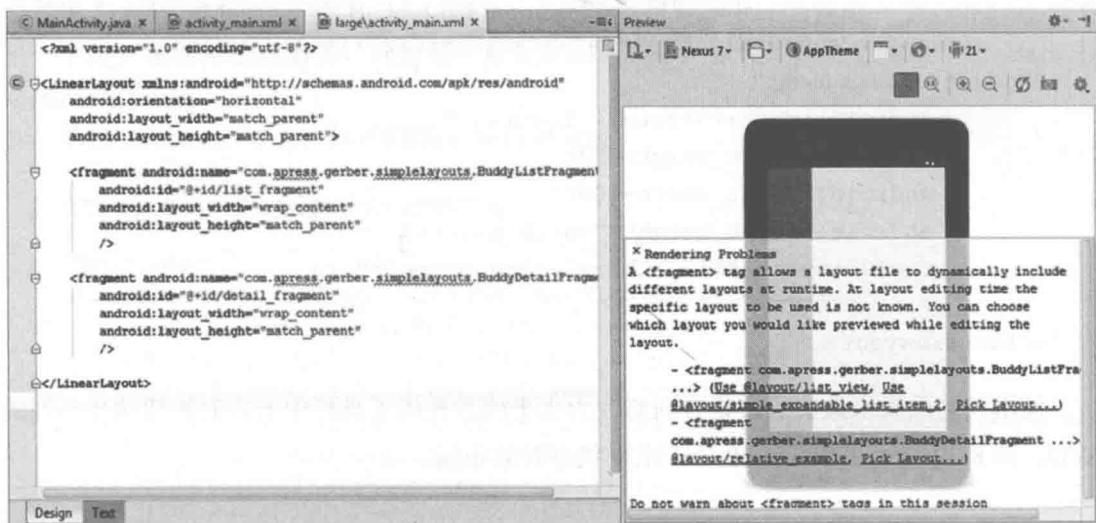 MainActivity.java × activity_main.xml × large\activity_main.xml ×
<?xml version="1.0" encoding="utf-8"?>
<LinearLayout xmlns:android="http://schemas.android.com/apk/res/android"
android:orientation="horizontal"
android:layout_width="match_parent"
android:layout_height="match_parent">
<fragment android:name="com.apress.gerber.simplelayouts.BuddyListFragment
android:id="@+id/list_fragment"
android:layout_width="wrap_content"
android:layout_height="match_parent"
/>
<fragment android:name="com.apress.gerber.simplelayouts.BuddyDetailFragme
android:id="@+id/detail_fragment"
android:layout_width="wrap_content"
android:layout_height="match_parent"
/>
</LinearLayout>
Design Text
Preview
Nexus 7 AppTheme 21
× Rendering Problems
A <fragment> tag allows a layout file to dynamically include
different layouts at runtime. At layout editing time the
specific layout to be used is not known. You can choose
which layout you would like previewed while editing the
layout.
- <fragment com.apress.gerber.simplelayouts.BuddyListFra
...> (Use @layout/list_view, Use
@layout/simple_expandable_list_item_2, Pick Layout...)
- <fragment
com.apress.gerber.simplelayouts.BuddyDetailFragment ...>
@layout/relative_example, Pick Layout...)
Do not warn about <fragment> tags in this session